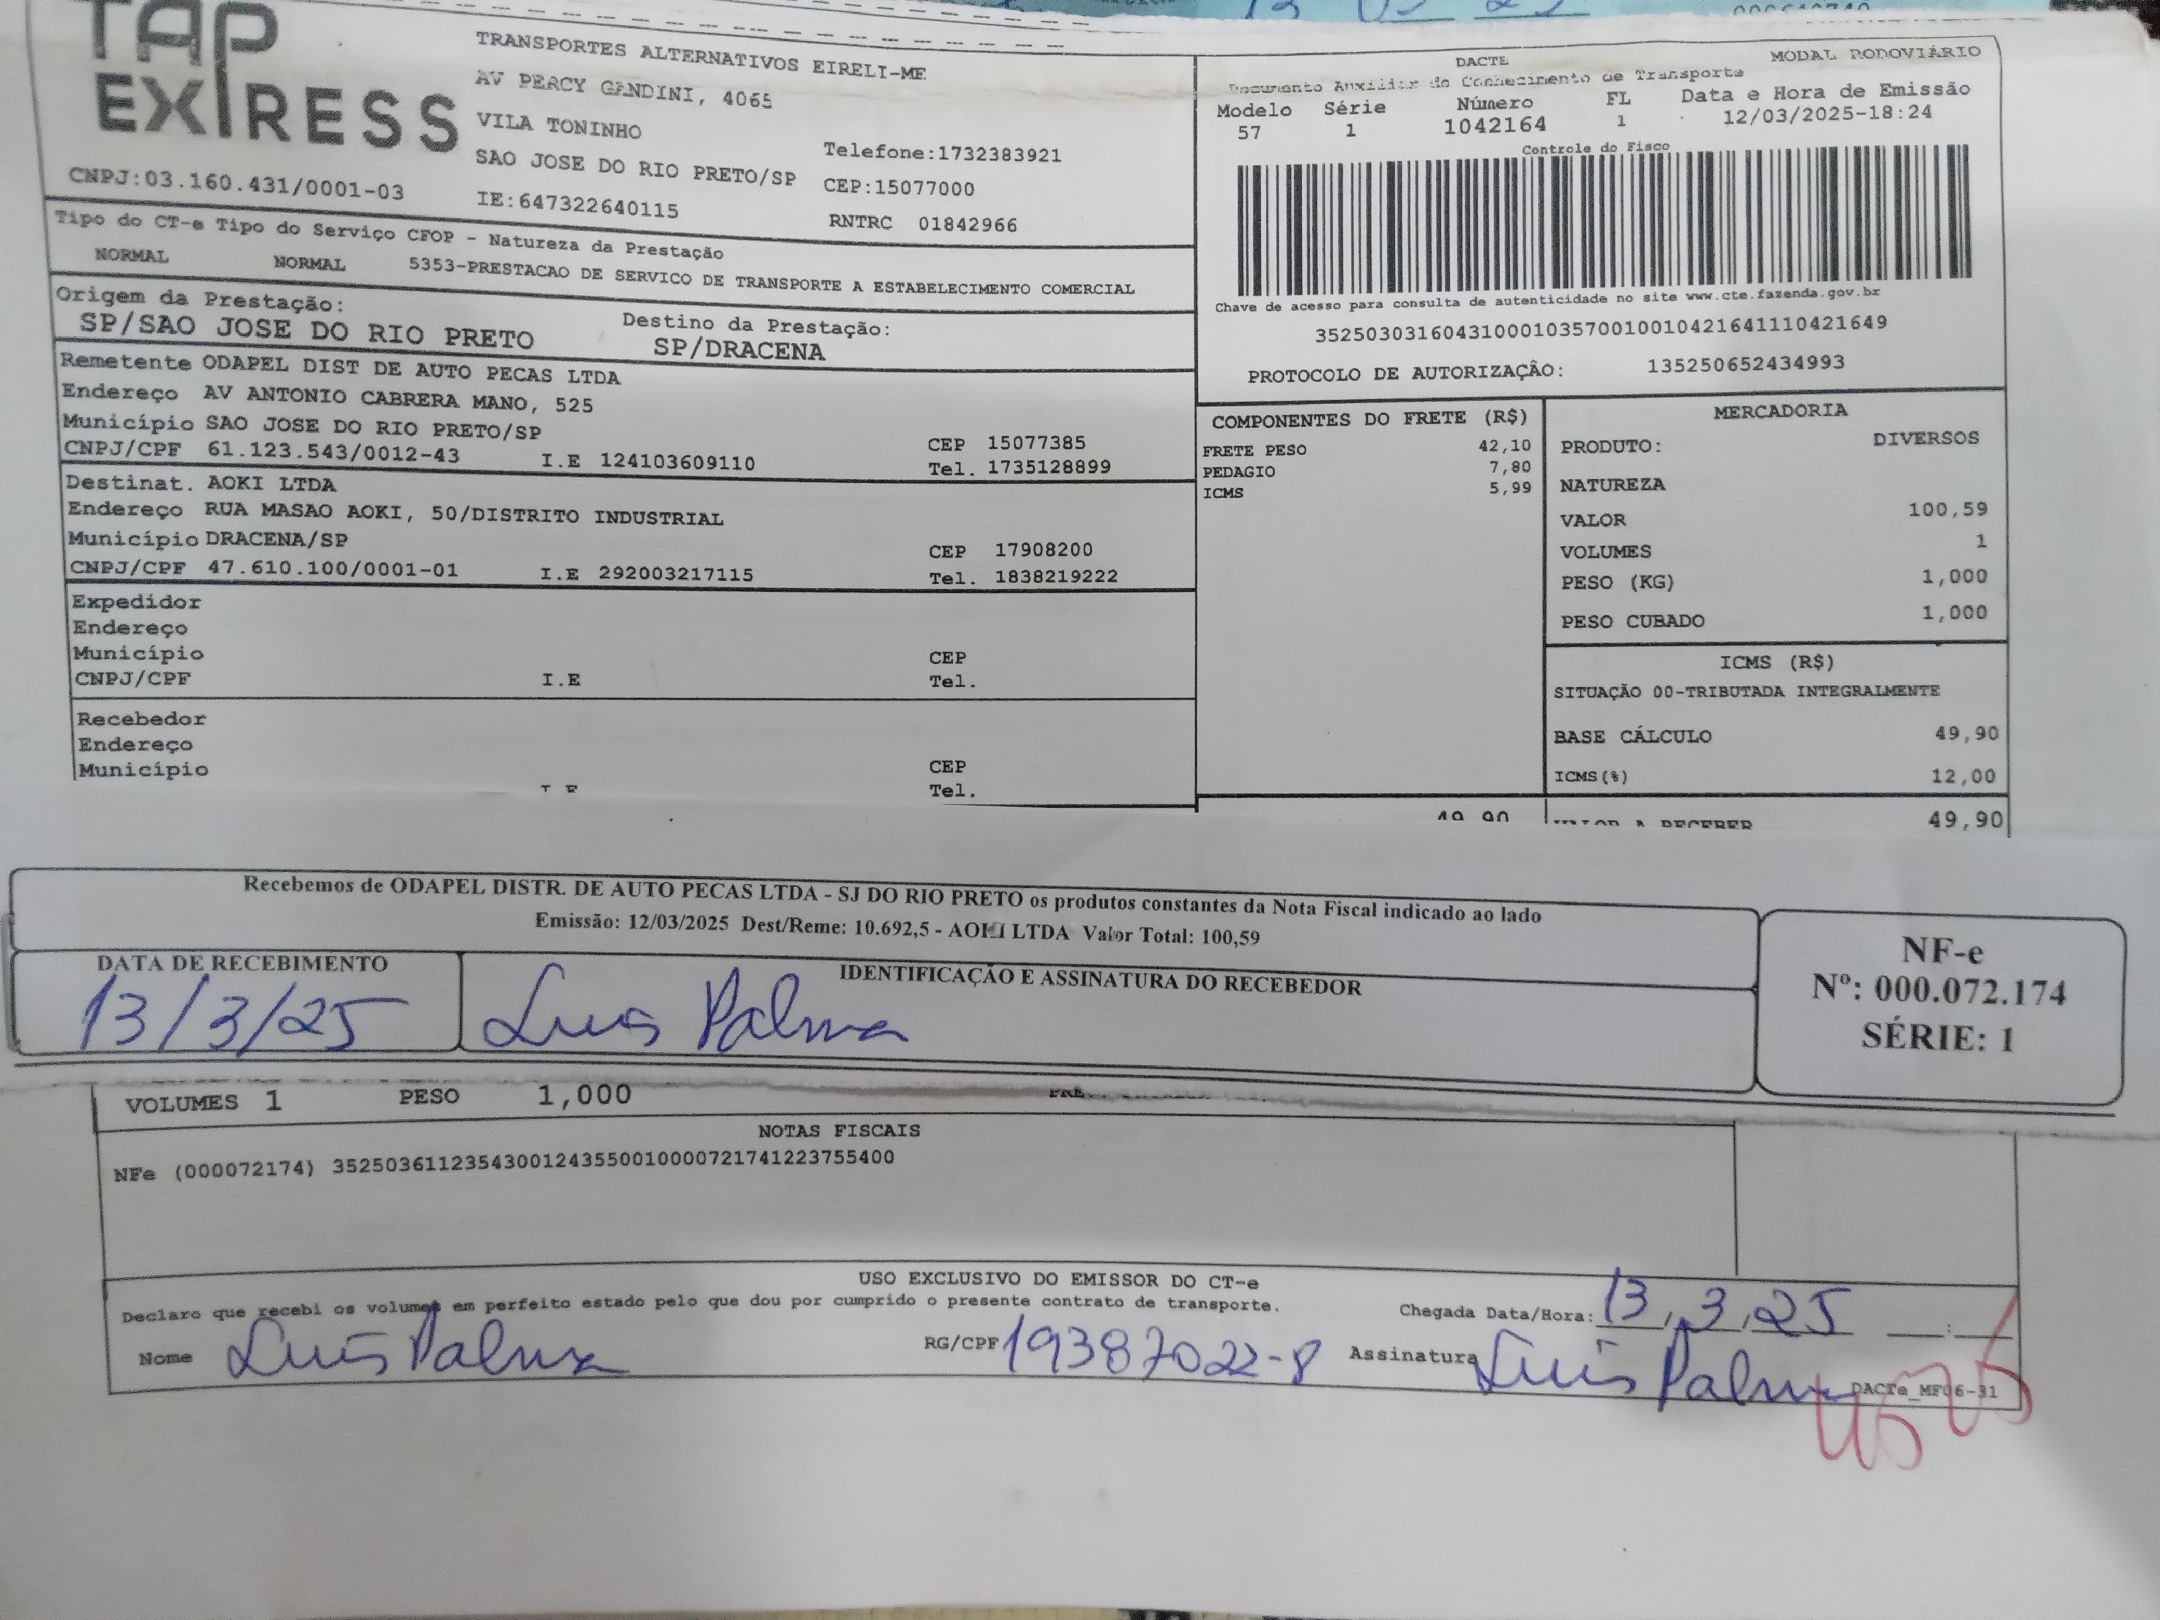 TAP
EXPRESS
CNPJ:03.160.431/0001-03
TRANSPORTES ALTERNATIVOS EIRELI-ME
AV PERCY GANDINI, 4065
VILA TONINHO
SAO JOSE DO RIO PRETO/SP
IE:647322640115
Telefone:1732383921
CEP:15077000
RNTRC 01842966
DACTE
MODAL RODOVIÁRIO
Documento Auxiliar do Conhecimento de Transporte
Modelo Série Número FL Data e Hora de Emissão
57 1 1042164 1 12/03/2025-18:24
Controle do Fisco
Chave de acesso para consulta de autenticidade no site www.cte.fazenda.gov.br
35250303160431000103570010010421641110421649
PROTOCOLO DE AUTORIZAÇÃO: 135250652434993
Tipo do CT-e Tipo do Serviço CFOP - Natureza da Prestação
NORMAL NORMAL 5353-PRESTACAO DE SERVICO DE TRANSPORTE A ESTABELECIMENTO COMERCIAL
Origem da Prestação: Destino da Prestação:
SP/SAO JOSE DO RIO PRETO SP/DRACENA
Remetente ODAPEL DIST DE AUTO PECAS LTDA
Endereço AV ANTONIO CABRERA MANO, 525
Município SAO JOSE DO RIO PRETO/SP CEP 15077385
CNPJ/CPF 61.123.543/0012-43 I.E 124103609110 Tel. 1735128899
Destinat. AOKI LTDA
Endereço RUA MASAO AOKI, 50/DISTRITO INDUSTRIAL
Município DRACENA/SP CEP 17908200
CNPJ/CPF 47.610.100/0001-01 I.E 292003217115 Tel. 1838219222
Expedidor
Endereço
Município CEP
CNPJ/CPF I.E Tel.
Recebedor
Endereço
Município CEP
I.E Tel.
COMPONENTES DO FRETE (R$)
FRETE PESO 42,10
PEDAGIO 7,80
ICMS 5,99
49,90
MERCADORIA
PRODUTO: DIVERSOS
NATUREZA
VALOR 100,59
VOLUMES 1
PESO (KG) 1,000
PESO CUBADO 1,000
ICMS (R$)
SITUAÇÃO 00-TRIBUTADA INTEGRALMENTE
BASE CÁLCULO 49,90
ICMS(%) 12,00
VALOR A RECEBER 49,90
Recebemos de ODAPEL DISTR. DE AUTO PECAS LTDA - SJ DO RIO PRETO os produtos constantes da Nota Fiscal indicado ao lado
Emissão: 12/03/2025 Dest/Reme: 10.692,5 - AOKI LTDA Valor Total: 100,59
DATA DE RECEBIMENTO
13/3/25
IDENTIFICAÇÃO E ASSINATURA DO RECEBEDOR
Luis Palma
NF-e
Nº: 000.072.174
SÉRIE: 1
VOLUMES 1 PESO 1,000
NOTAS FISCAIS
NFe (000072174) 35250361123543001243550010000721741223755400
USO EXCLUSIVO DO EMISSOR DO CT-e
Declaro que recebi os volumes em perfeito estado pelo que dou por cumprido o presente contrato de transporte.
Chegada Data/Hora: 13, 3, 25 :
Nome Luis Palma RG/CPF 19387022-8 Assinatura Luis Palma
DACTe_MF06-31